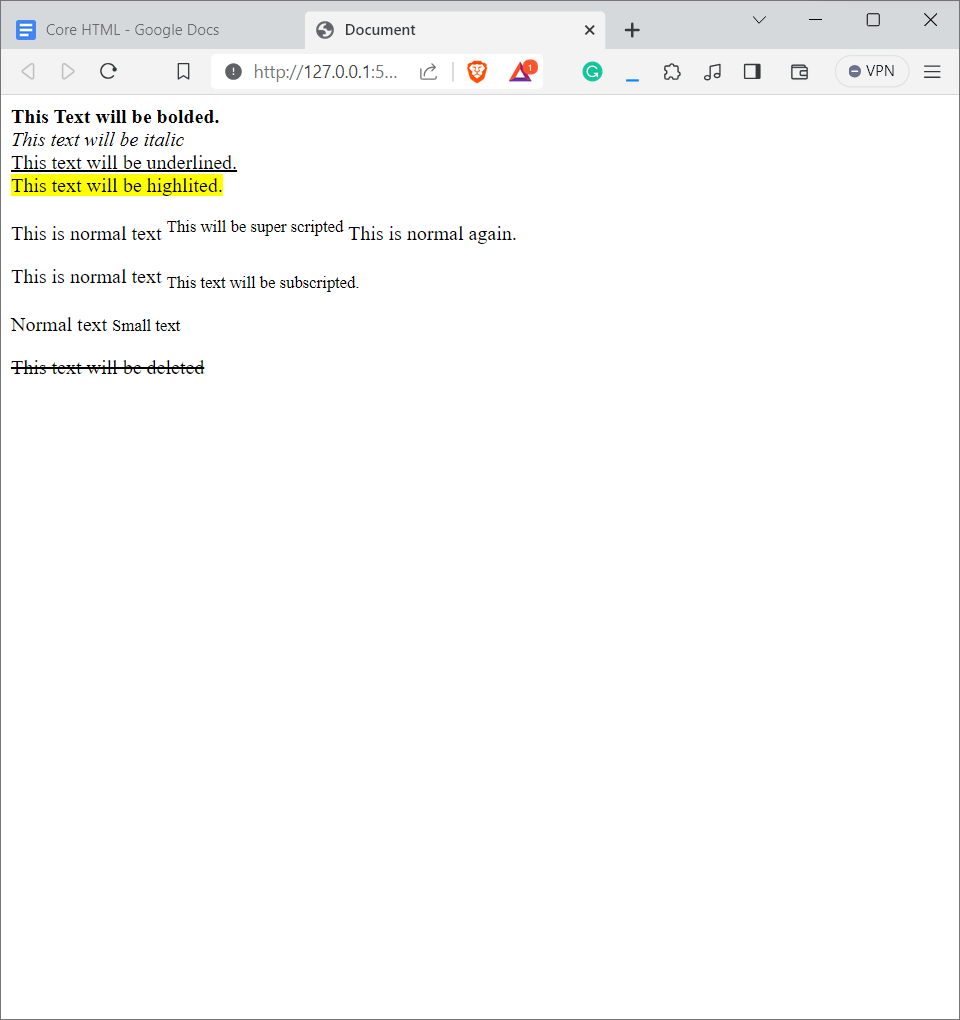 Core HTML - Google Docs
Document
http://127.0.0.1:5...
1
VPN
This Text will be bolded.
This text will be italic
This text will be underlined.
This text will be highlited.
This is normal text This will be super scripted This is normal again.
This is normal text This text will be subscripted.
Normal text Small text
This text will be deleted